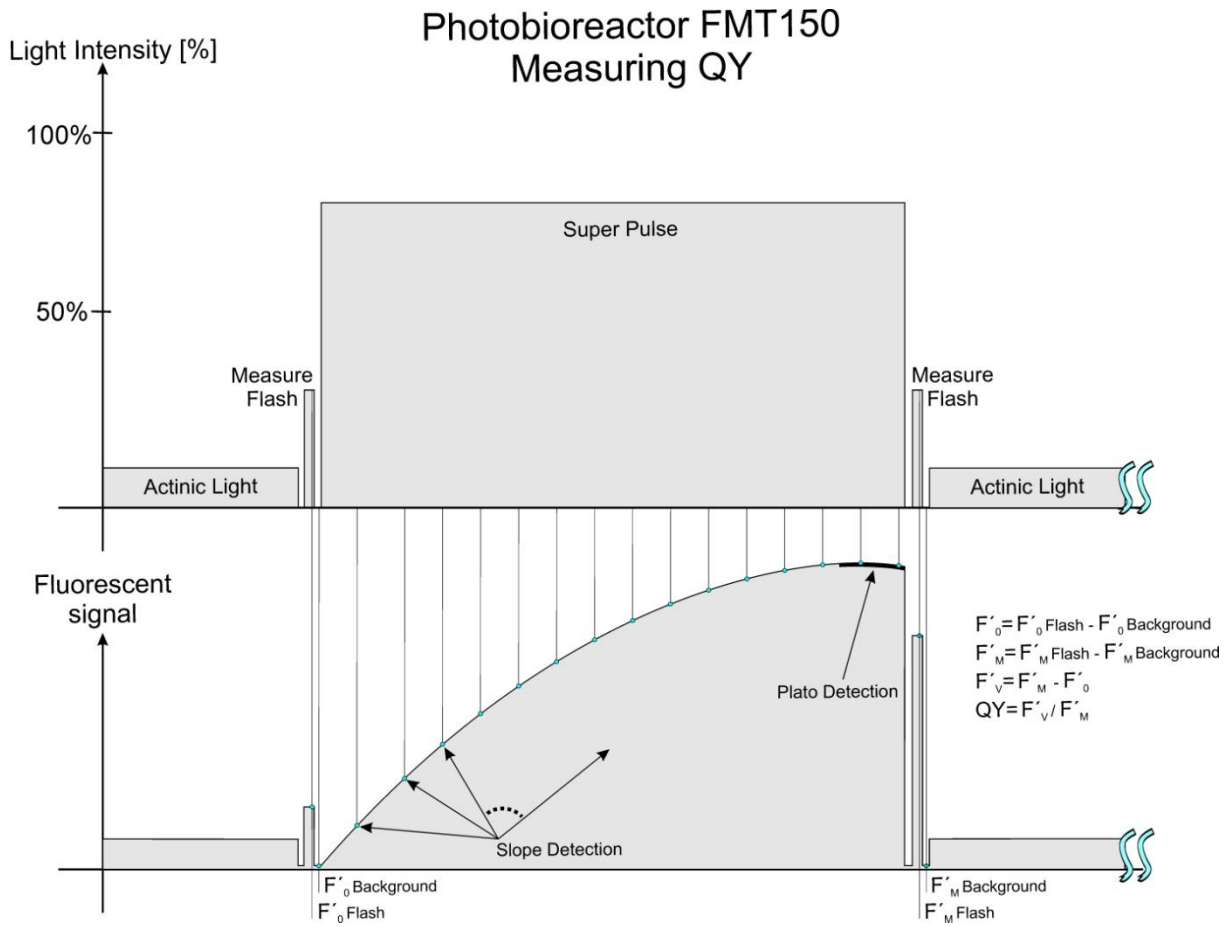 Photobioreactor FMT150
Measuring QY
Light Intensity [%]
100%
50%
Super Pulse
Measure
Flash
Measure
Flash
Actinic Light
Actinic Light
Fluorescent
signal
Plato Detection
Slope Detection
F´₀=F´₀ Flash - F´₀ Background
F´M=F´M Flash - F´M Background
F´V=F´M - F´₀
QY=F´V / F´M
F´₀ Background
F´₀ Flash
F´M Background
F´M Flash